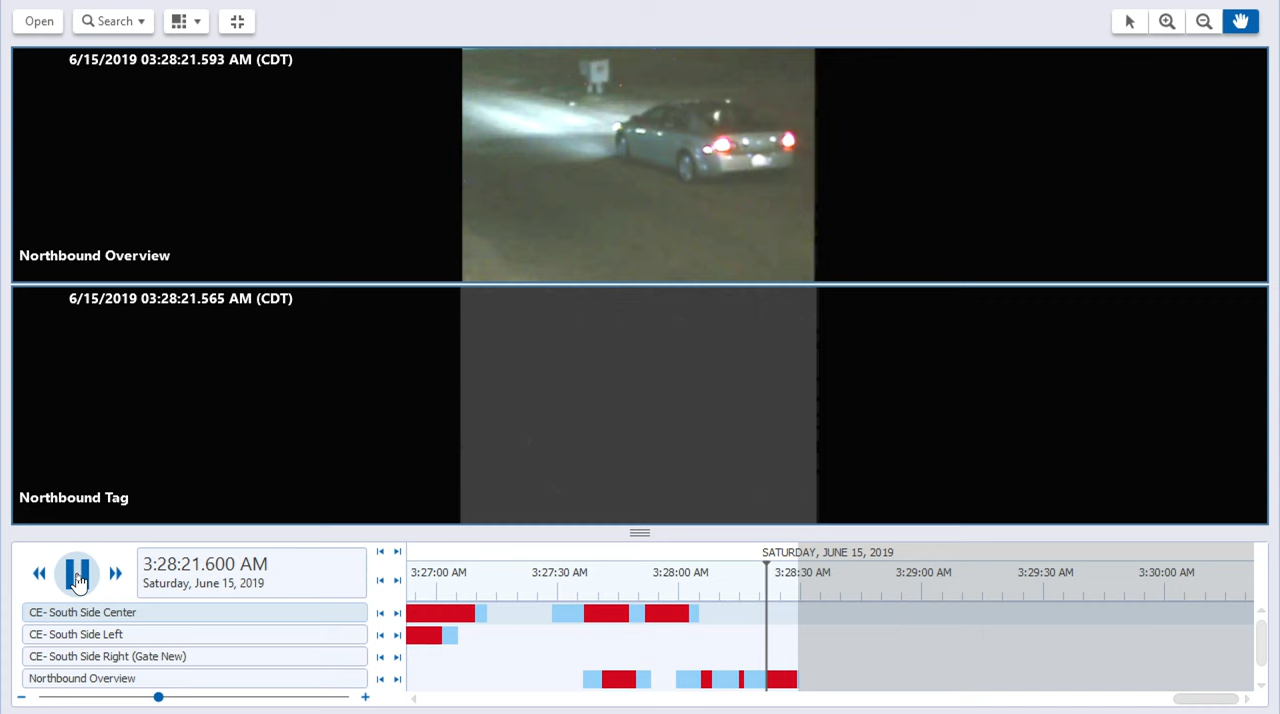 Open
Search
6/15/2019 03:28:21.593 AM (CDT)
Northbound Overview
6/15/2019 03:28:21.565 AM (CDT)
Northbound Tag
3:28:21.600 AM
Saturday, June 15, 2019
SATURDAY, JUNE 15, 2019
3:27:00 AM 3:27:30 AM 3:28:00 AM 3:28:30 AM 3:29:00 AM 3:29:30 AM 3:30:00 AM
CE- South Side Center
CE- South Side Left
CE- South Side Right (Gate New)
Northbound Overview